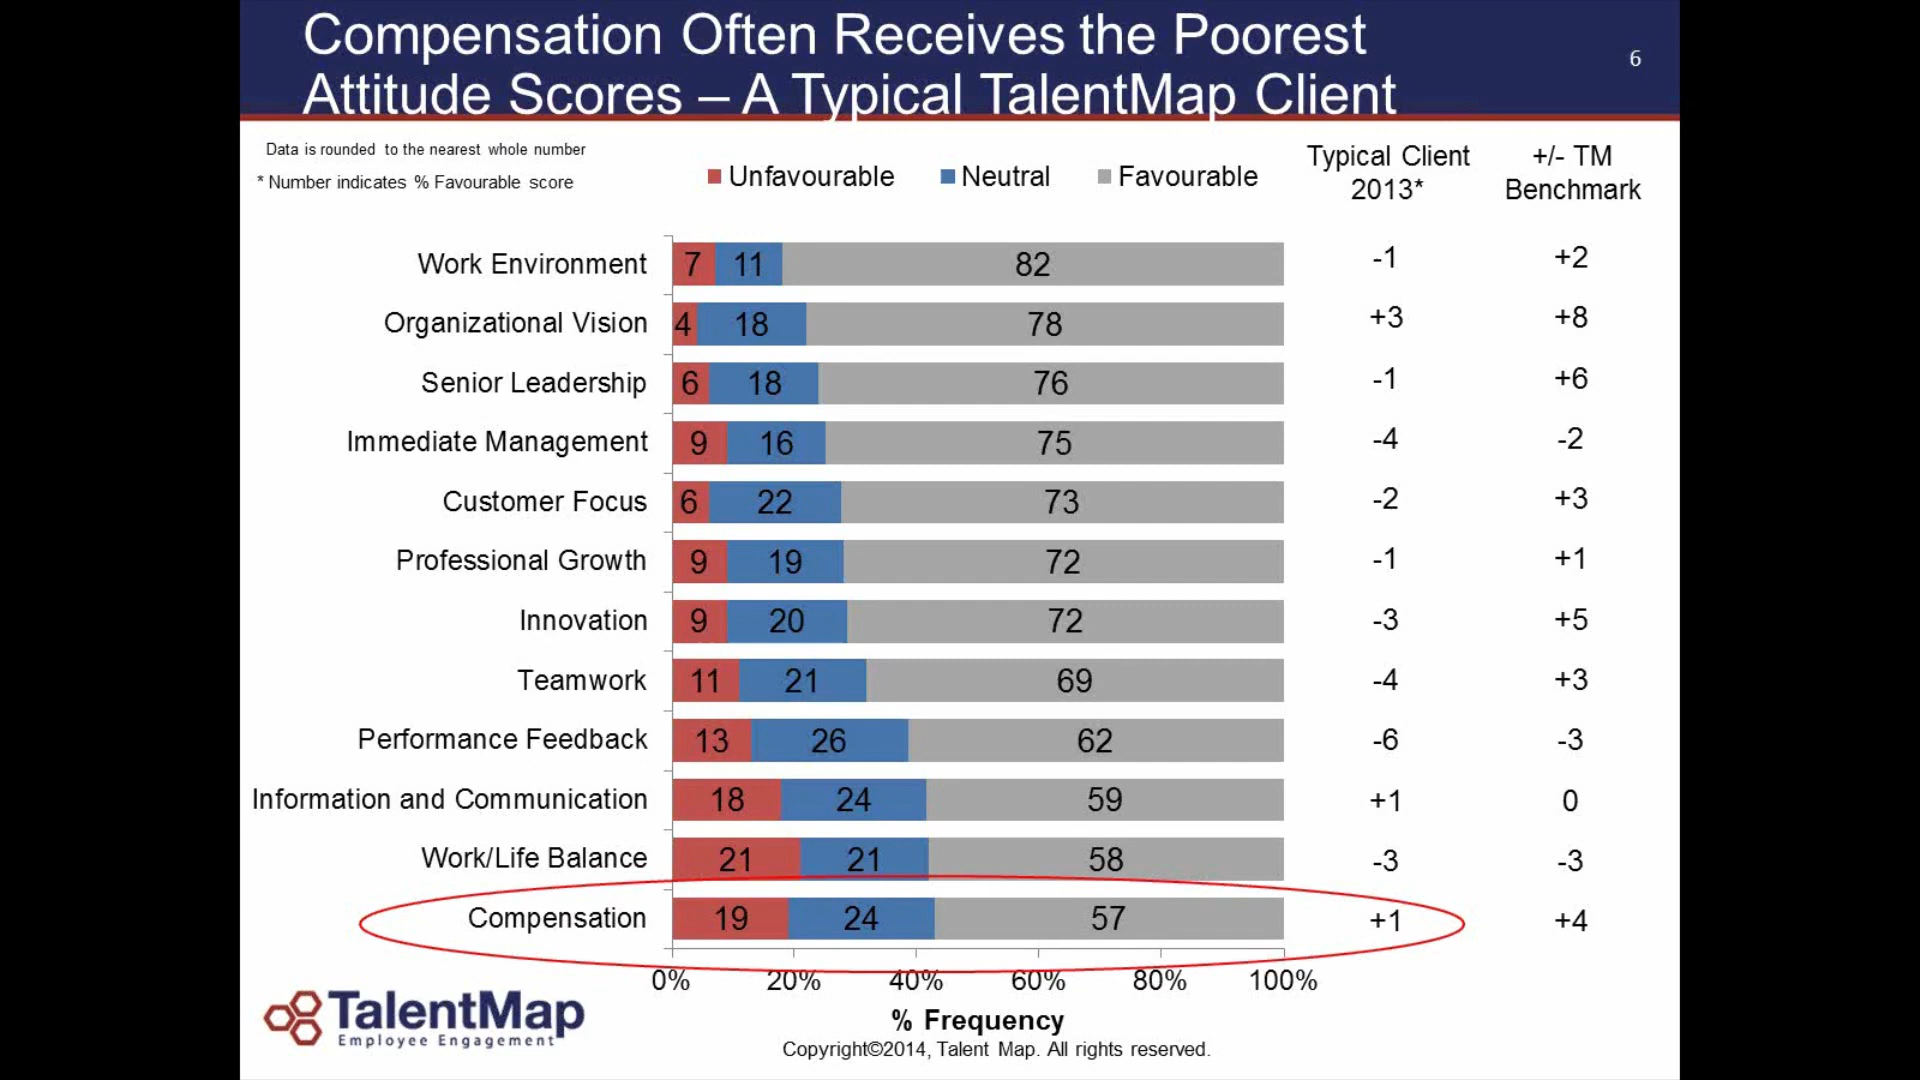 Compensation Often Receives the Poorest
Attitude Scores – A Typical TalentMap Client
6
Data is rounded to the nearest whole number
* Number indicates % Favourable score
Unfavourable Neutral Favourable
Typical Client
2013*
+/- TM
Benchmark
Work Environment 7 11 82 -1 +2
Organizational Vision 4 18 78 +3 +8
Senior Leadership 6 18 76 -1 +6
Immediate Management 9 16 75 -4 -2
Customer Focus 6 22 73 -2 +3
Professional Growth 9 19 72 -1 +1
Innovation 9 20 72 -3 +5
Teamwork 11 21 69 -4 +3
Performance Feedback 13 26 62 -6 -3
Information and Communication 18 24 59 +1 0
Work/Life Balance 21 21 58 -3 -3
Compensation 19 24 57 +1 +4
0% 20% 40% 60% 80% 100%
% Frequency
TalentMap
Employee Engagement
Copyright©2014, Talent Map. All rights reserved.